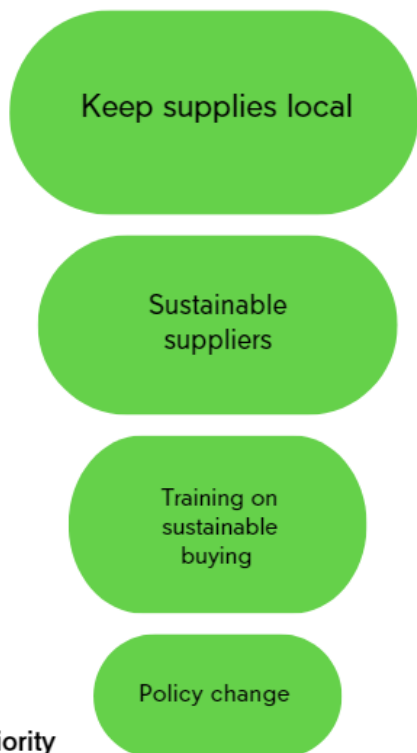 Keep supplies local
Sustainable
suppliers
Training on
sustainable
buying
Policy change